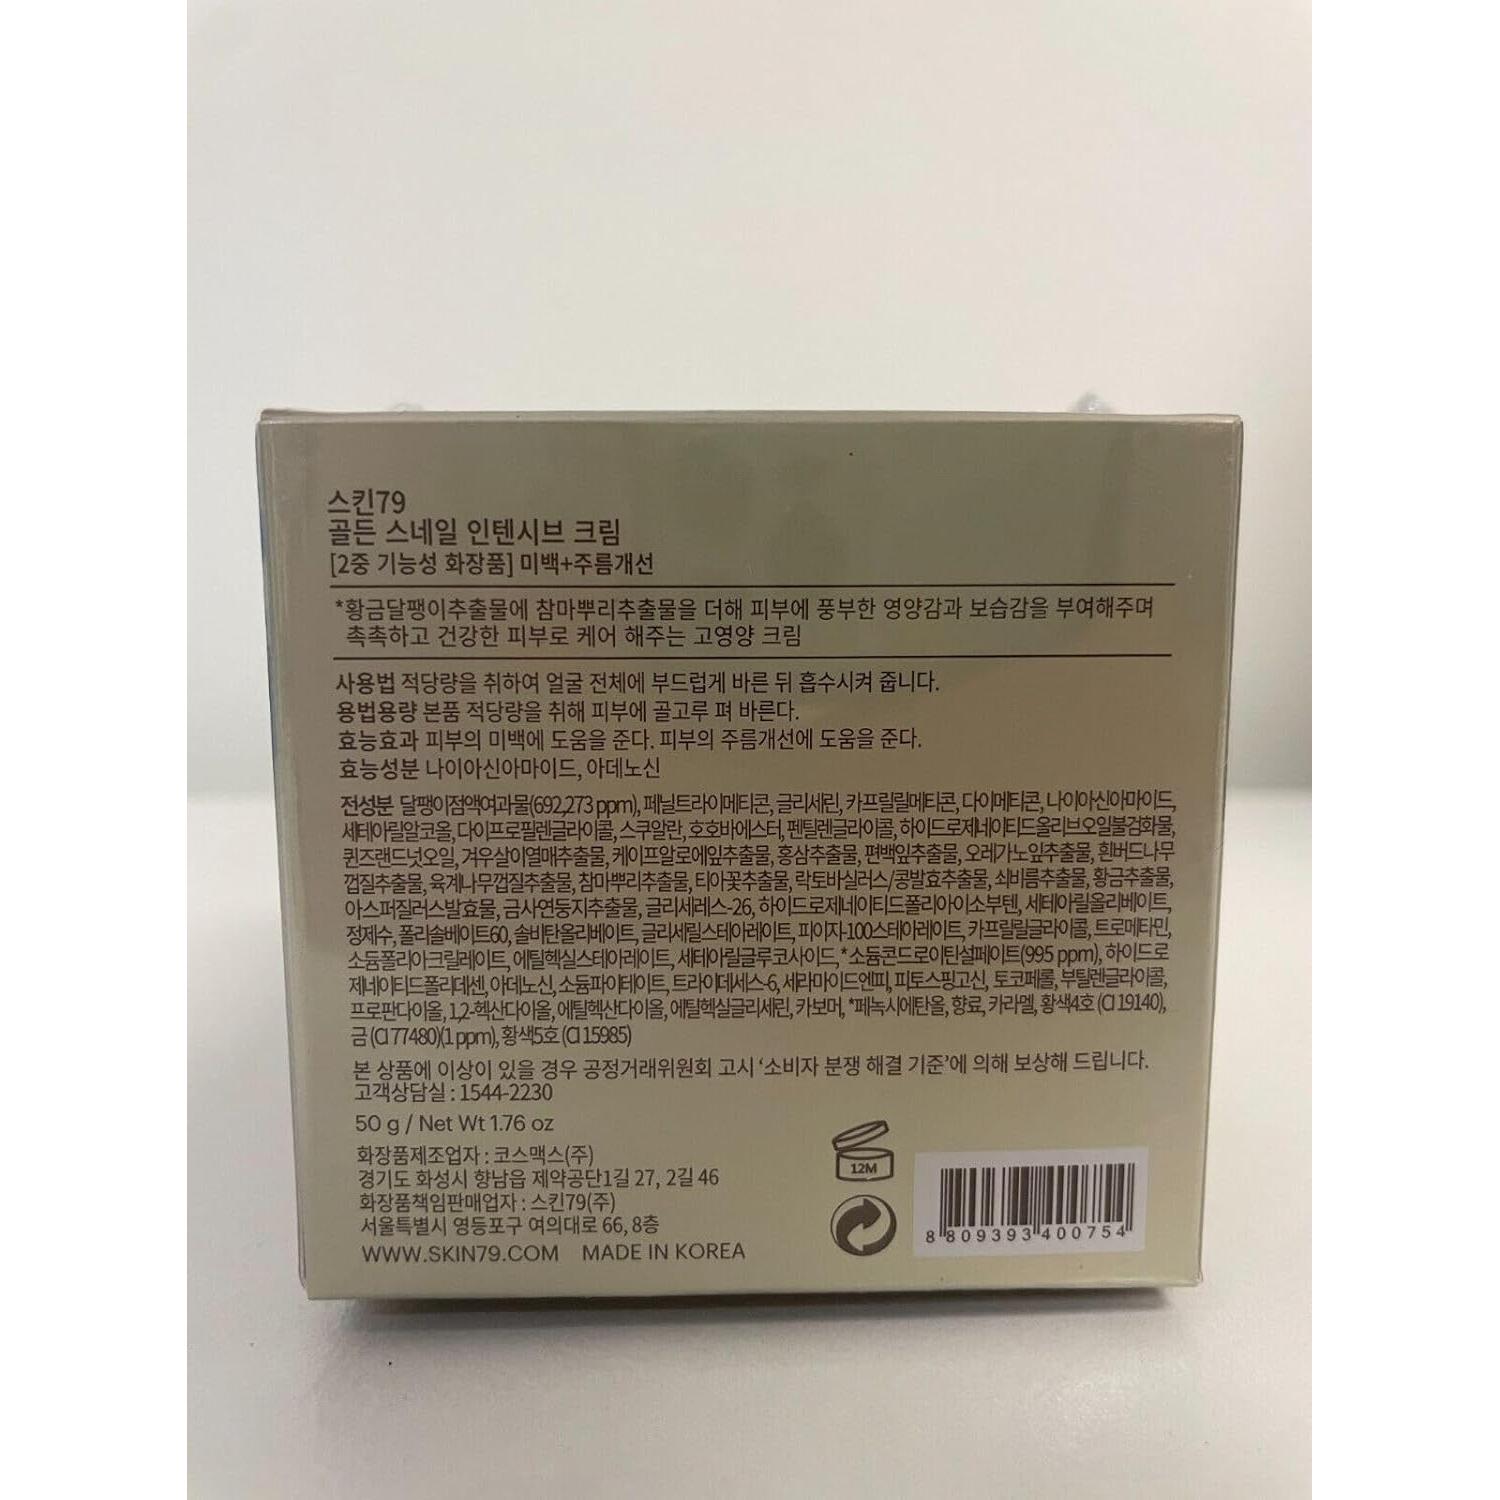 스킨79
골든 스네일 인텐시브 크림
[2중 기능성 화장품] 미백+주름개선
*황금달팽이추출물에 참마뿌리추출물을 더해 피부에 풍부한 영양감과 보습감을 부여해주며
촉촉하고 건강한 피부로 케어 해주는 고영양 크림
사용법 적당량을 취하여 얼굴 전체에 부드럽게 바른 뒤 흡수시켜 줍니다.
용법용량 본품 적당량을 취해 피부에 골고루 펴 바른다.
효능효과 피부의 미백에 도움을 준다. 피부의 주름개선에 도움을 준다.
효능성분 나이아신아마이드, 아데노신
전성분 달팽이점액여과물(692,273 ppm), 페닐트라이메티콘, 글리세린, 카프릴릴메티콘, 다이메티콘, 나이아신아마이드,
세테아릴알코올, 다이프로필렌글라이콜, 스쿠알란, 호호바에스터, 펜틸렌글라이콜, 하이드로제네이티드올리브오일불검화물,
퀸즈랜드넛오일, 겨우살이열매추출물, 케이프알로에잎추출물, 홍삼추출물, 편백잎추출물, 오레가노잎추출물, 흰버드나무
껍질추출물, 육계나무껍질추출물, 참마뿌리추출물, 티아꽃추출물, 락토바실러스/콩발효추출물, 쇠비름추출물, 황금추출물,
아스퍼질러스발효물, 금사연둥지추출물, 글리세레스-26, 하이드로제네이티드폴리아이소부텐, 세테아릴올리베이트,
정제수, 폴리솔베이트60, 솔비탄올리베이트, 글리세릴스테아레이트, 피이지-100스테아레이트, 카프릴릴글라이콜, 트로메타민,
소듐폴리아크릴레이트, 에틸헥실스테아레이트, 세테아릴글루코사이드, *소듐콘드로이틴설페이트(995 ppm), 하이드로
제네이티드폴리데센, 아데노신, 소듐파이테이트, 트라이데세스-6, 세라마이드엔피, 피토스핑고신, 토코페롤, 부틸렌글라이콜,
프로판다이올, 1,2-헥산다이올, 에틸헥산다이올, 에틸헥실글리세린, 카보머, *페녹시에탄올, 향료, 카라멜, 황색4호 (CI 19140),
금 (CI 77480)(1 ppm), 황색5호 (CI 15985)
본 상품에 이상이 있을 경우 공정거래위원회 고시 '소비자 분쟁 해결 기준'에 의해 보상해 드립니다.
고객상담실 : 1544-2230
50 g / Net Wt 1.76 oz
화장품제조업자 : 코스맥스(주)
경기도 화성시 향남읍 제약공단1길 27, 2길 46
화장품책임판매업자 : 스킨79(주)
서울특별시 영등포구 여의대로 66, 8층
WWW.SKIN79.COM MADE IN KOREA
12M
8 809393 400754